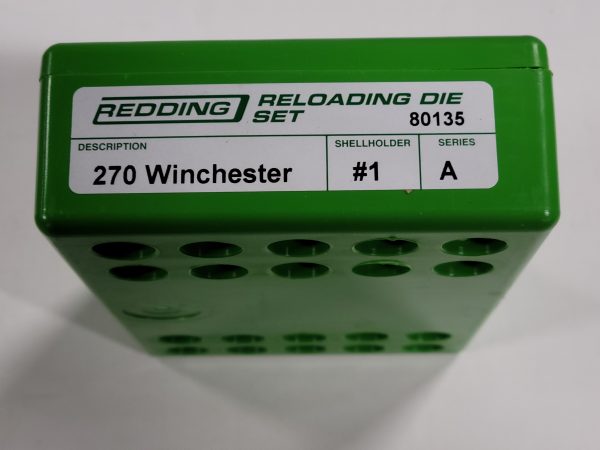 REDDING RELOADING DIE
SET 80135
DESCRIPTION SHELLHOLDER SERIES
270 Winchester #1 A